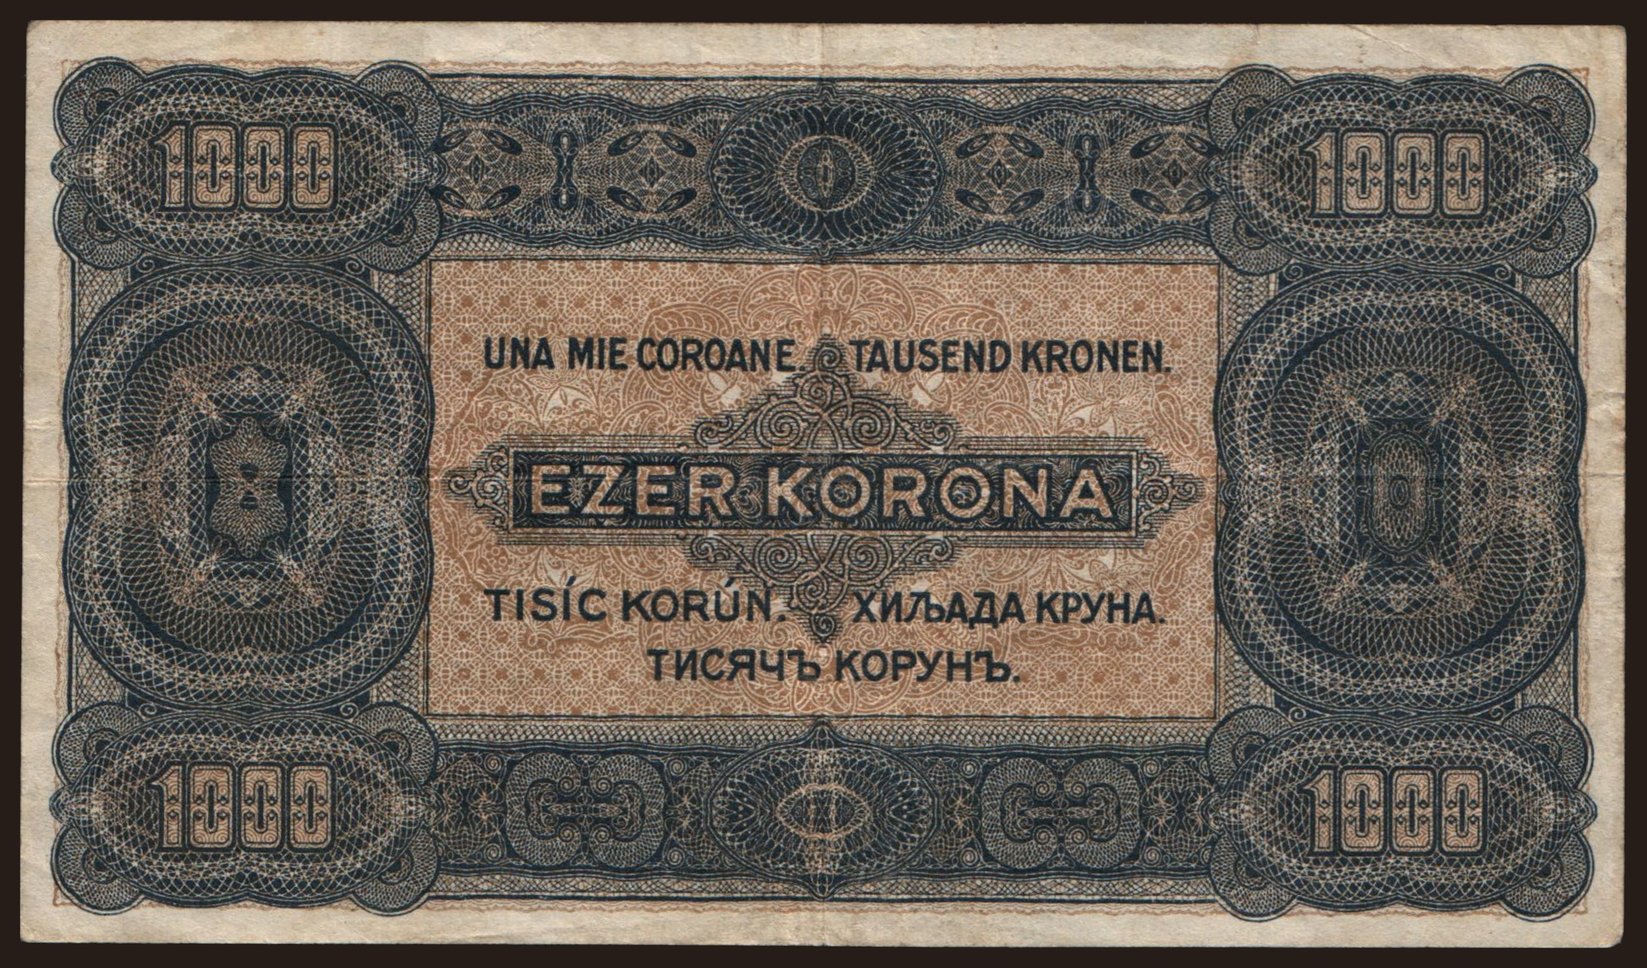 1000 1000
UNA MIE COROANE. TAUSEND KRONEN.
EZER KORONA
TISÍC KORÚN. ХИЉАДА КРУНА.
ТИСЯЧЪ КОРУНЪ.
1000 1000